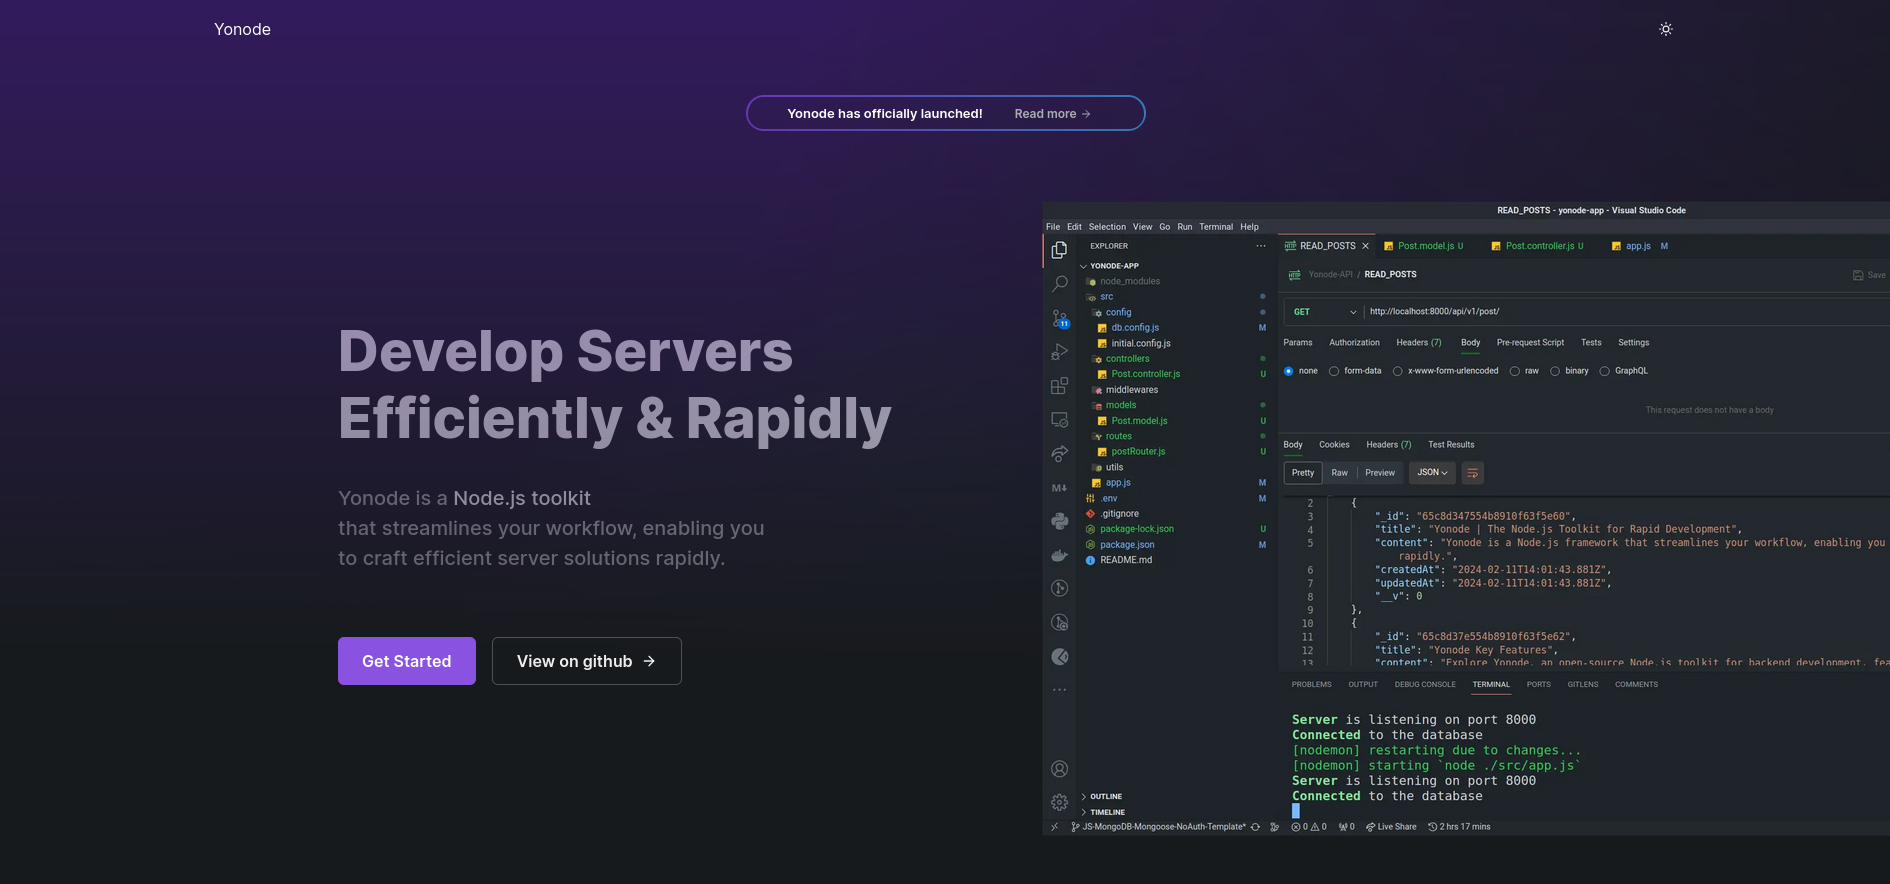 Yonode
Yonode has officially launched! Read more →
Develop Servers
Efficiently & Rapidly
Yonode is a Node.js toolkit
that streamlines your workflow, enabling you
to craft efficient server solutions rapidly.
Get Started
View on github →
READ_POSTS - yonode-app - Visual Studio Code
File Edit Selection View Go Run Terminal Help
EXPLORER
YONODE-APP
node_modules
src
config
db.config.js M
initial.config.js
controllers
Post.controller.js U
middlewares
models
Post.model.js U
routes
postRouter.js U
utils
app.js M
.env M
.gitignore
package-lock.json U
package.json M
README.md
OUTLINE
TIMELINE
11
M
READ_POSTS Post.model.js U Post.controller.js U app.js M
Yonode-API / READ_POSTS Save
GET http://localhost:8000/api/v1/post/
Params Authorization Headers (7) Body Pre-request Script Tests Settings
none form-data x-www-form-urlencoded raw binary GraphQL
This request does not have a body
Body Cookies Headers (7) Test Results
Pretty Raw Preview JSON
2 {
3 "_id": "65c8d347554b8910f63f5e60",
4 "title": "Yonode | The Node.js Toolkit for Rapid Development",
5 "content": "Yonode is a Node.js framework that streamlines your workflow, enabling you
rapidly.",
6 "createdAt": "2024-02-11T14:01:43.881Z",
7 "updatedAt": "2024-02-11T14:01:43.881Z",
8 "__v": 0
9 },
10 {
11 "_id": "65c8d37e554b8910f63f5e62",
12 "title": "Yonode Key Features",
13 "content": "Explore Yonode, an open-source Node.js toolkit for backend development, fea
PROBLEMS OUTPUT DEBUG CONSOLE TERMINAL PORTS GITLENS COMMENTS
Server is listening on port 8000
Connected to the database
[nodemon] restarting due to changes...
[nodemon] starting `node ./src/app.js`
Server is listening on port 8000
Connected to the database
JS-MongoDB-Mongoose-NoAuth-Template* 0 0 0 Live Share 2 hrs 17 mins